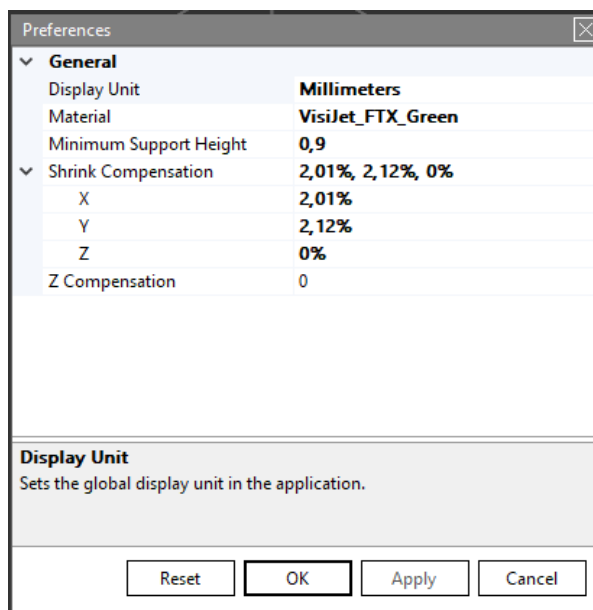 Preferences
General
Display Unit Millimeters
Material VisiJet_FTX_Green
Minimum Support Height 0,9
Shrink Compensation 2,01%, 2,12%, 0%
X 2,01%
Y 2,12%
Z 0%
Z Compensation 0
Display Unit
Sets the global display unit in the application.
Reset OK Apply Cancel